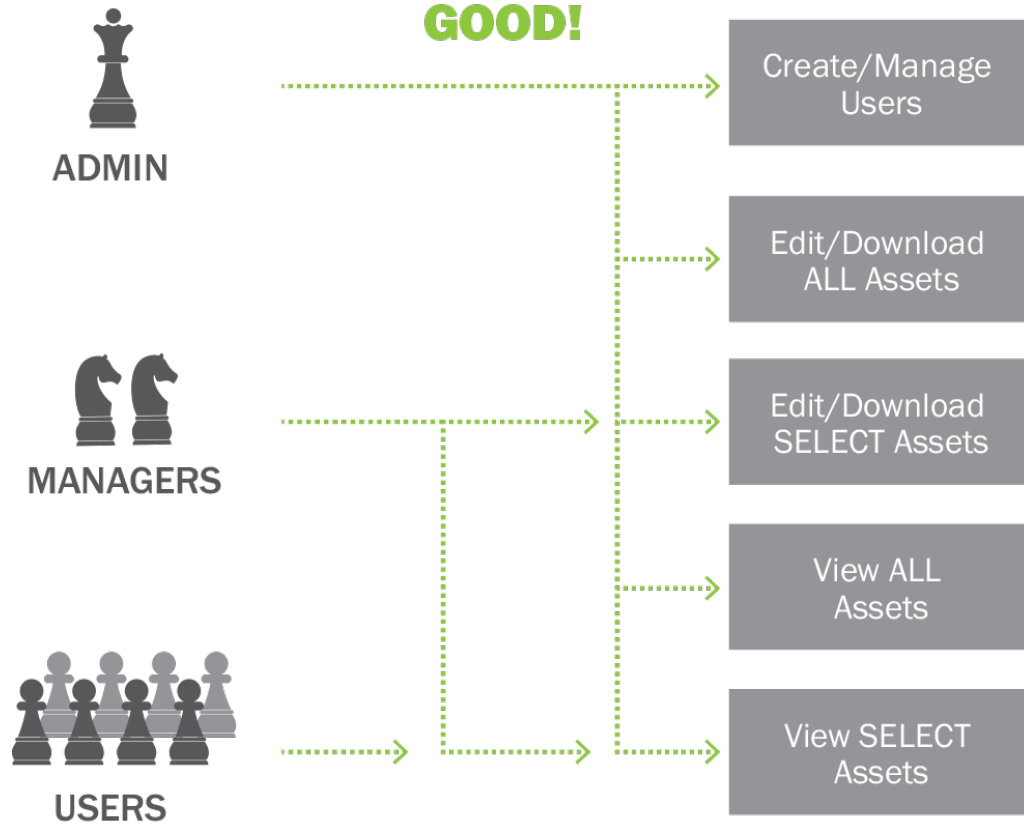 GOOD!
ADMIN
Create/Manage
Users
Edit/Download
ALL Assets
MANAGERS
Edit/Download
SELECT Assets
View ALL
Assets
USERS
View SELECT
Assets